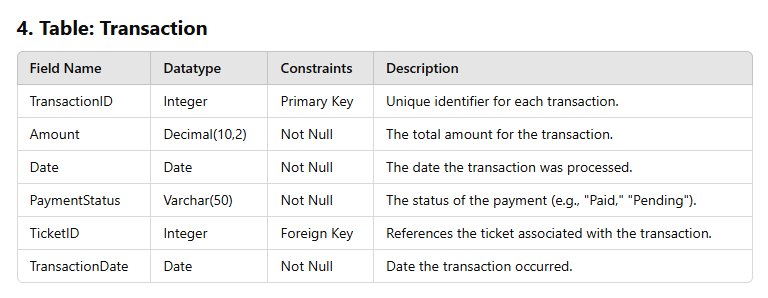 4. Table: Transaction
Field Name Datatype Constraints Description
TransactionID Integer Primary Key Unique identifier for each transaction.
Amount Decimal(10,2) Not Null The total amount for the transaction.
Date Date Not Null The date the transaction was processed.
PaymentStatus Varchar(50) Not Null The status of the payment (e.g., "Paid," "Pending").
TicketID Integer Foreign Key References the ticket associated with the transaction.
TransactionDate Date Not Null Date the transaction occurred.